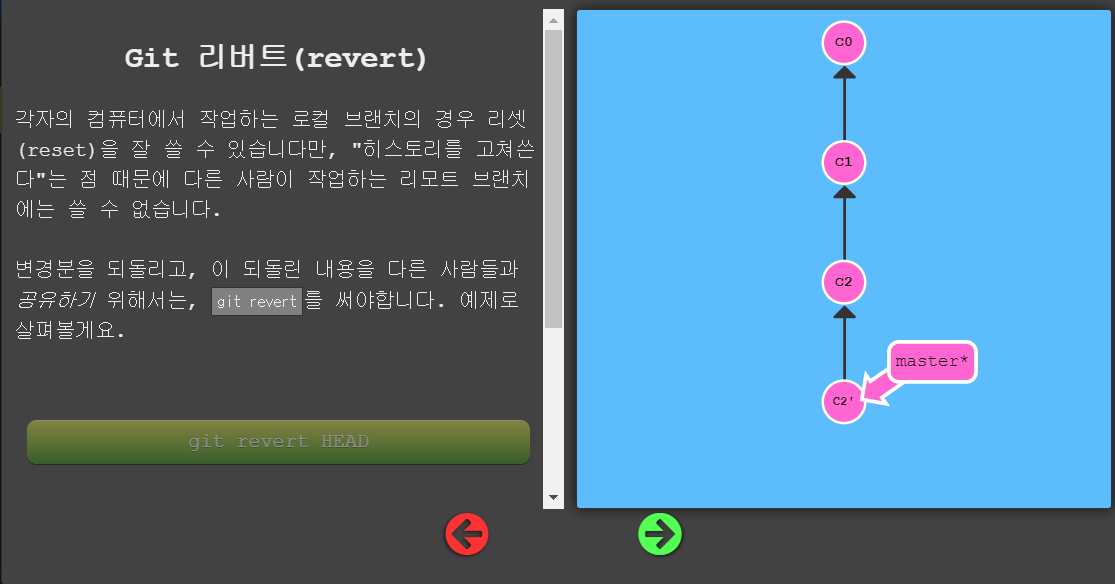 Git 리버트(revert)
각자의 컴퓨터에서 작업하는 로컬 브랜치의 경우 리셋
(reset)을 잘 쓸 수 있습니다만, "히스토리를 고쳐쓴
다"는 점 때문에 다른 사람이 작업하는 리모트 브랜치
에는 쓸 수 없습니다.
변경분을 되돌리고, 이 되돌린 내용을 다른 사람들과
공유하기 위해서는, git revert를 써야합니다. 예제로
살펴볼게요.
git revert HEAD
C0
C1
C2
master*
C2'